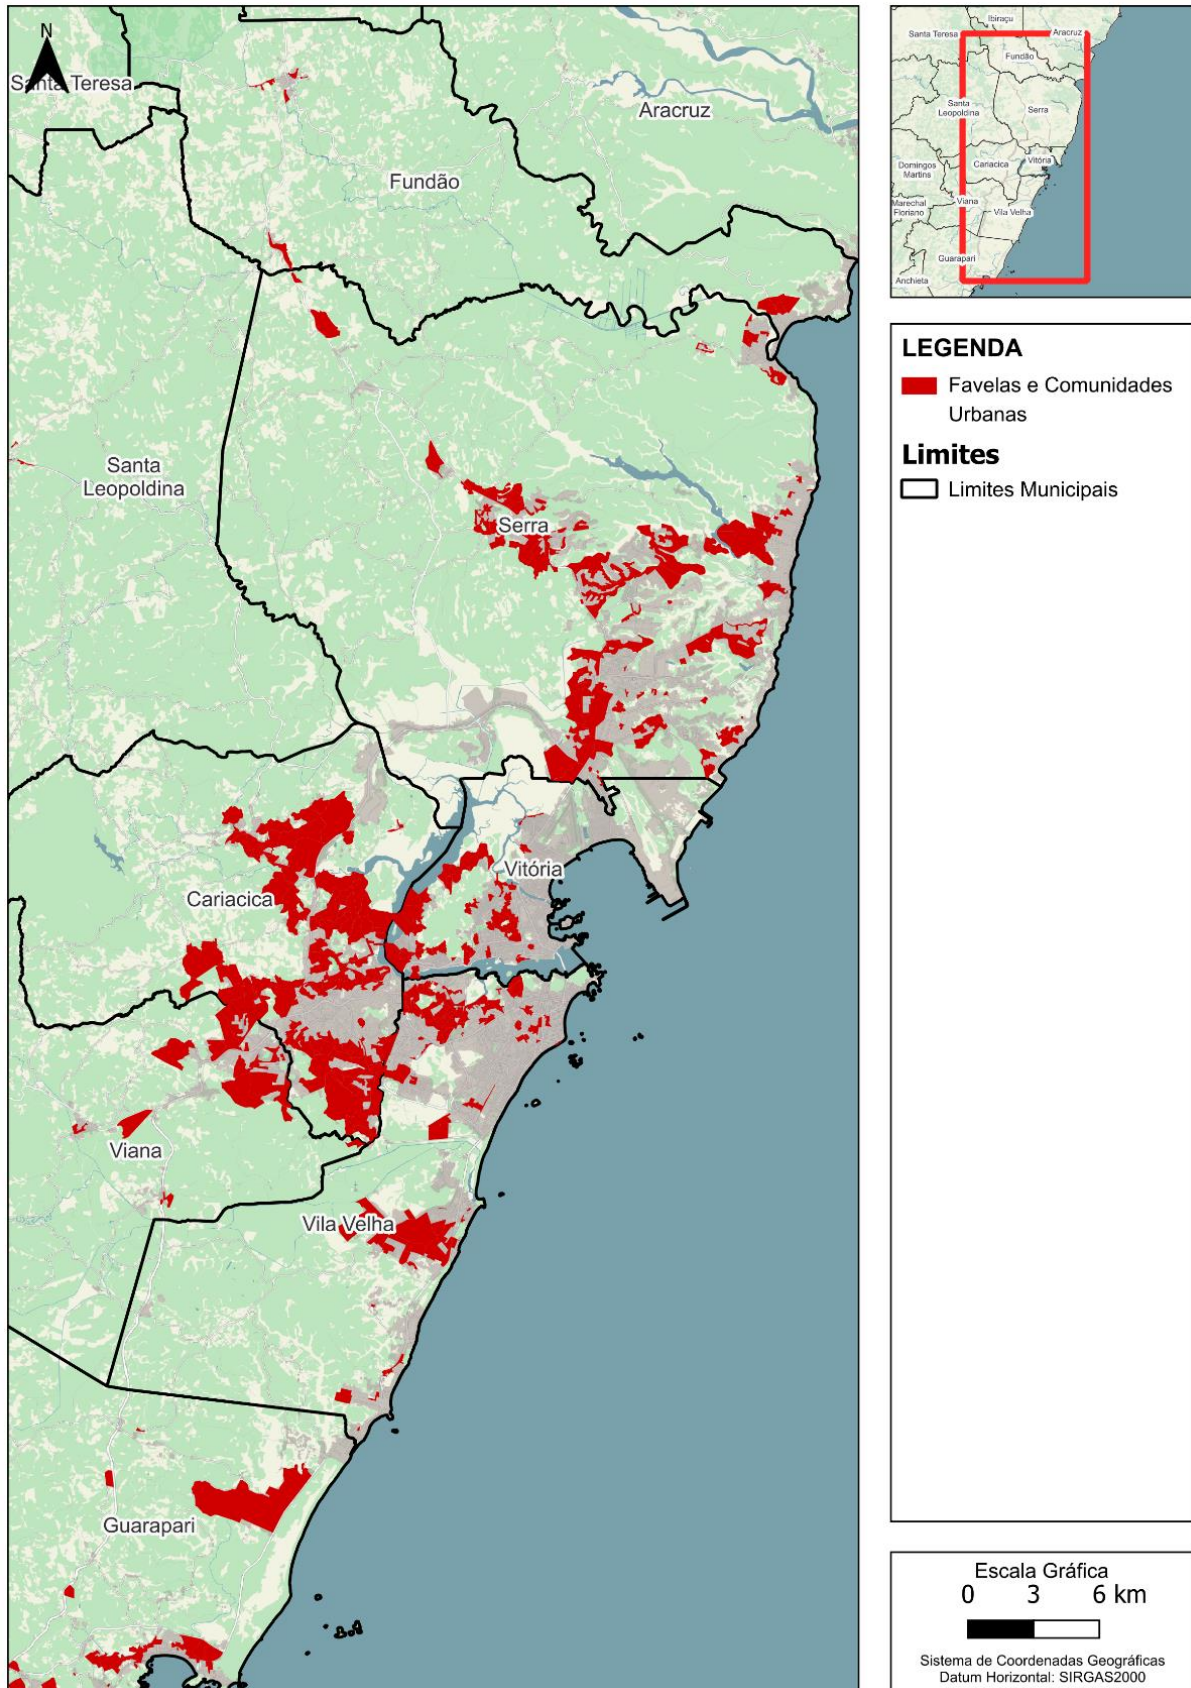 N
Santa Teresa
Aracruz
Fundão
Santa
Leopoldina
Serra
Vitória
Cariacica
Viana
Vila Velha
Guarapari
Ibiraçu
Santa Teresa
Aracruz
Fundão
Santa
Leopoldina
Serra
Domingos
Martins
Cariacica
Vitória
Marechal
Floriano
Viana
Vila Velha
Guarapari
Anchieta
LEGENDA
Favelas e Comunidades
Urbanas
Limites
Limites Municipais
Escala Gráfica
0 3 6 km
Sistema de Coordenadas Geográficas
Datum Horizontal: SIRGAS2000